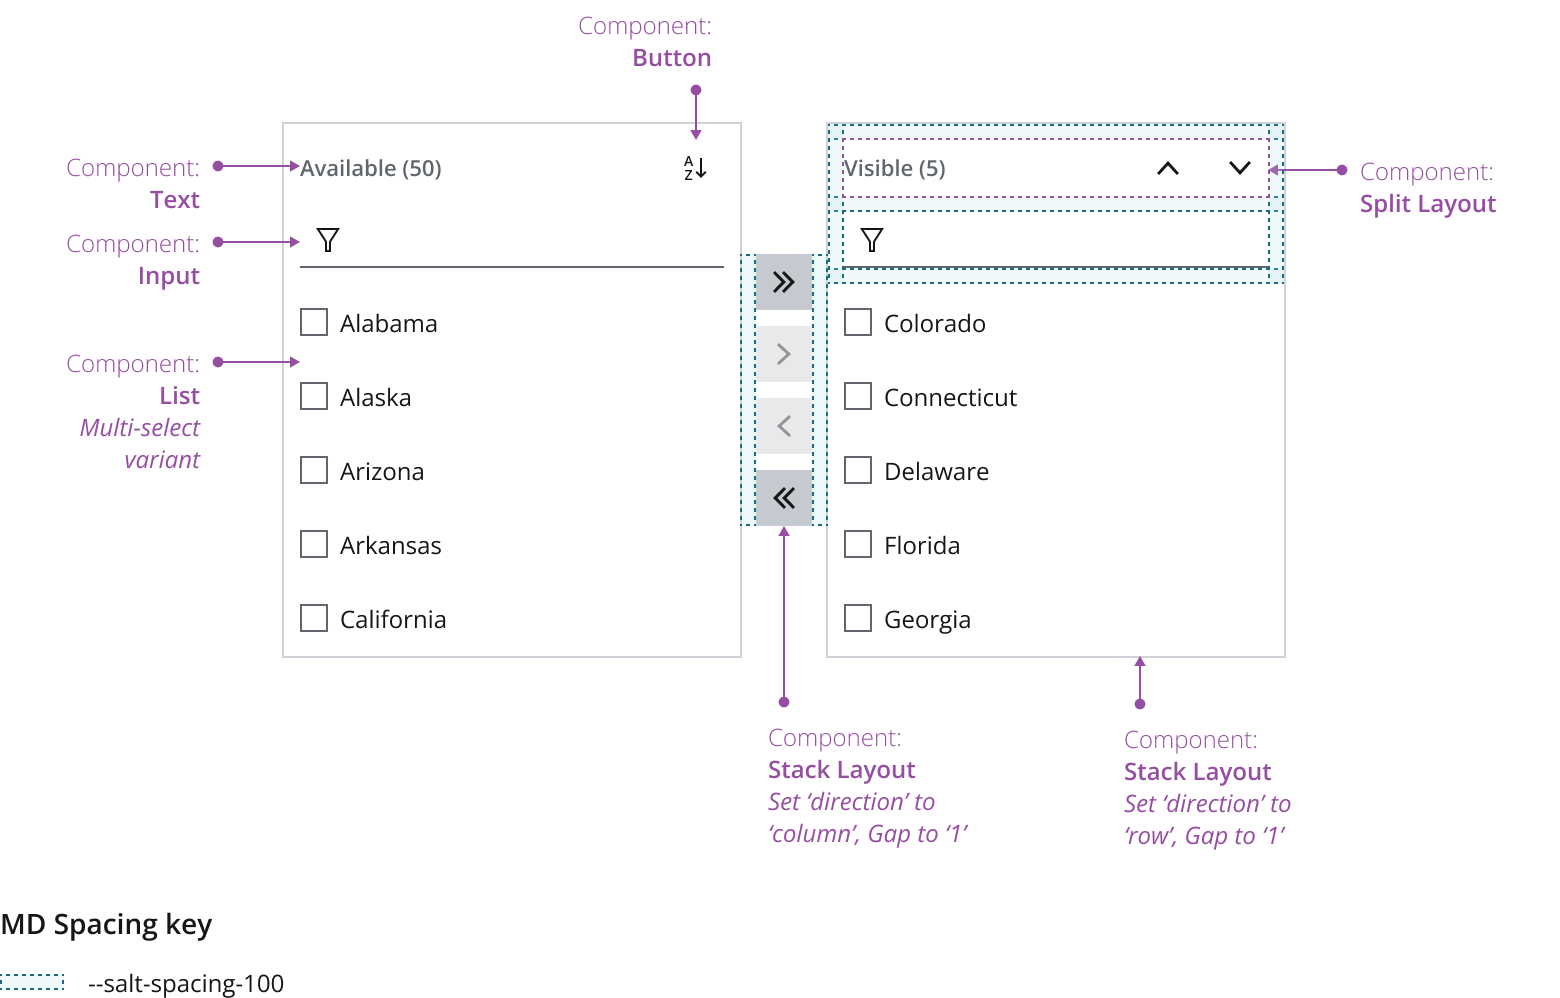 Component:
Button
Component:
Text
Available (50)
A
Z
Visible (5)
Component:
Split Layout
Component:
Input
Component:
List
Multi-select
variant
Alabama
Alaska
Arizona
Arkansas
California
Colorado
Connecticut
Delaware
Florida
Georgia
Component:
Stack Layout
Set ‘direction’ to
‘column’, Gap to ‘1’
Component:
Stack Layout
Set ‘direction’ to
‘row’, Gap to ‘1’
MD Spacing key
--salt-spacing-100